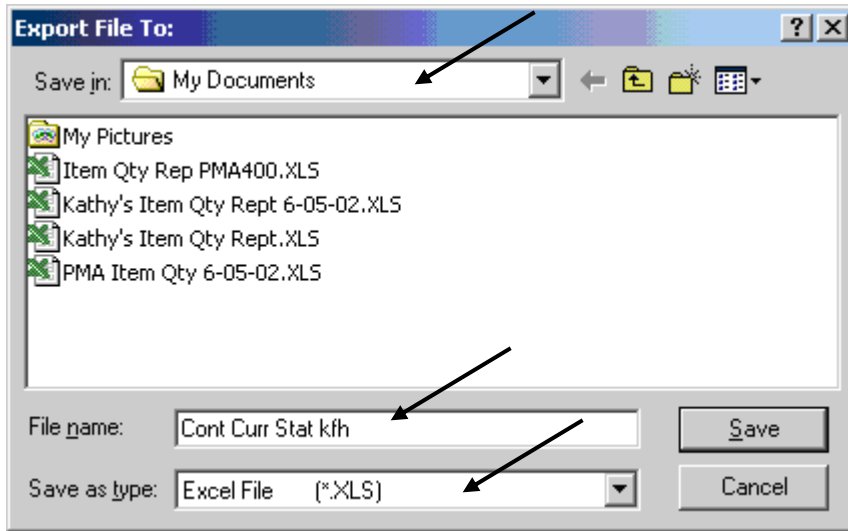 Export File To:
Save in: My Documents
My Pictures
Item Qty Rep PMA400.XLS
Kathy's Item Qty Rept 6-05-02.XLS
Kathy's Item Qty Rept.XLS
PMA Item Qty 6-05-02.XLS
File name: Cont Curr Stat kfh Save
Save as type: Excel File (*.XLS) Cancel